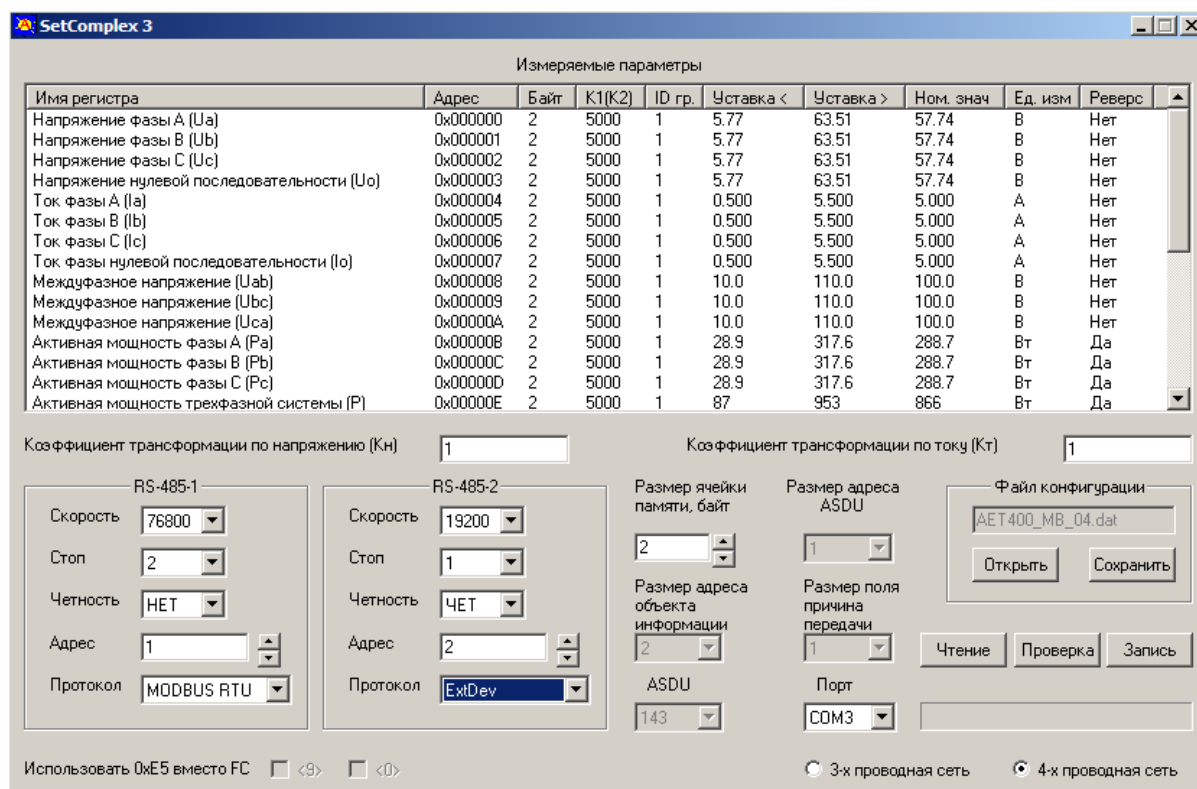 SetComplex 3
Измеряемые параметры
Имя регистра Адрес Байт K1(K2) ID гр. Уставка < Уставка > Ном. знач Ед. изм Реверс
Напряжение фазы A (Ua) 0x000000 2 5000 1 5.77 63.51 57.74 В Нет
Напряжение фазы B (Ub) 0x000001 2 5000 1 5.77 63.51 57.74 В Нет
Напряжение фазы C (Uc) 0x000002 2 5000 1 5.77 63.51 57.74 В Нет
Напряжение нулевой последовательности (Uo) 0x000003 2 5000 1 5.77 63.51 57.74 В Нет
Ток фазы A (Ia) 0x000004 2 5000 1 0.500 5.500 5.000 А Нет
Ток фазы B (Ib) 0x000005 2 5000 1 0.500 5.500 5.000 А Нет
Ток фазы C (Ic) 0x000006 2 5000 1 0.500 5.500 5.000 А Нет
Ток фазы нулевой последовательности (Io) 0x000007 2 5000 1 0.500 5.500 5.000 А Нет
Междуфазное напряжение (Uab) 0x000008 2 5000 1 10.0 110.0 100.0 В Нет
Междуфазное напряжение (Ubc) 0x000009 2 5000 1 10.0 110.0 100.0 В Нет
Междуфазное напряжение (Uca) 0x00000A 2 5000 1 10.0 110.0 100.0 В Нет
Активная мощность фазы A (Pa) 0x00000B 2 5000 1 28.9 317.6 288.7 Вт Да
Активная мощность фазы B (Pb) 0x00000C 2 5000 1 28.9 317.6 288.7 Вт Да
Активная мощность фазы C (Pc) 0x00000D 2 5000 1 28.9 317.6 288.7 Вт Да
Активная мощность трехфазной системы (P) 0x00000E 2 5000 1 87 953 866 Вт Да
Коэффициент трансформации по напряжению (Кн) 1 Коэффициент трансформации по току (Кт) 1
RS-485-1
Скорость 76800
Стоп 2
Четность НЕТ
Адрес 1
Протокол MODBUS RTU
RS-485-2
Скорость 19200
Стоп 1
Четность ЧЕТ
Адрес 2
Протокол ExtDev
Размер ячейки
памяти, байт
2
Размер адреса
ASDU
1
Размер адреса
объекта
информации
2
Размер поля
причина
передачи
1
ASDU
143
Порт
COM3
Файл конфигурации
AET400_MB_04.dat
Открыть Сохранить
Чтение Проверка Запись
Использовать 0xE5 вместо FC <9> <0> 3-х проводная сеть 4-х проводная сеть